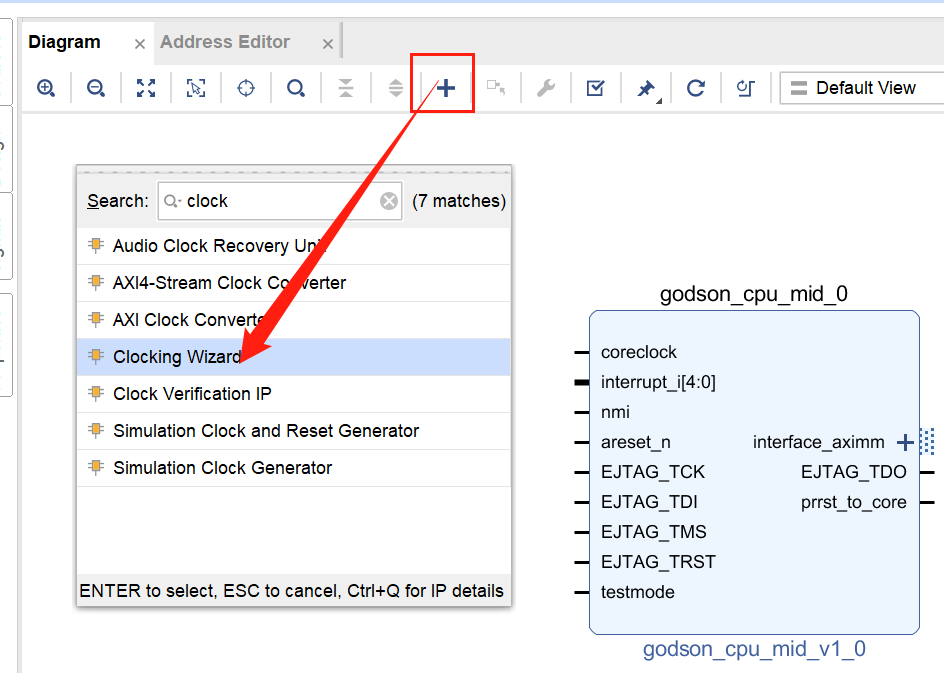 Diagram × Address Editor ×
Default View
Search: clock (7 matches)
Audio Clock Recovery Unit
AXI4-Stream Clock Converter
AXI Clock Converter
Clocking Wizard
Clock Verification IP
Simulation Clock and Reset Generator
Simulation Clock Generator
ENTER to select, ESC to cancel, Ctrl+Q for IP details
godson_cpu_mid_0
coreclock
interrupt_i[4:0]
nmi
areset_n interface_aximm
EJTAG_TCK EJTAG_TDO
EJTAG_TDI prrst_to_core
EJTAG_TMS
EJTAG_TRST
testmode
godson_cpu_mid_v1_0